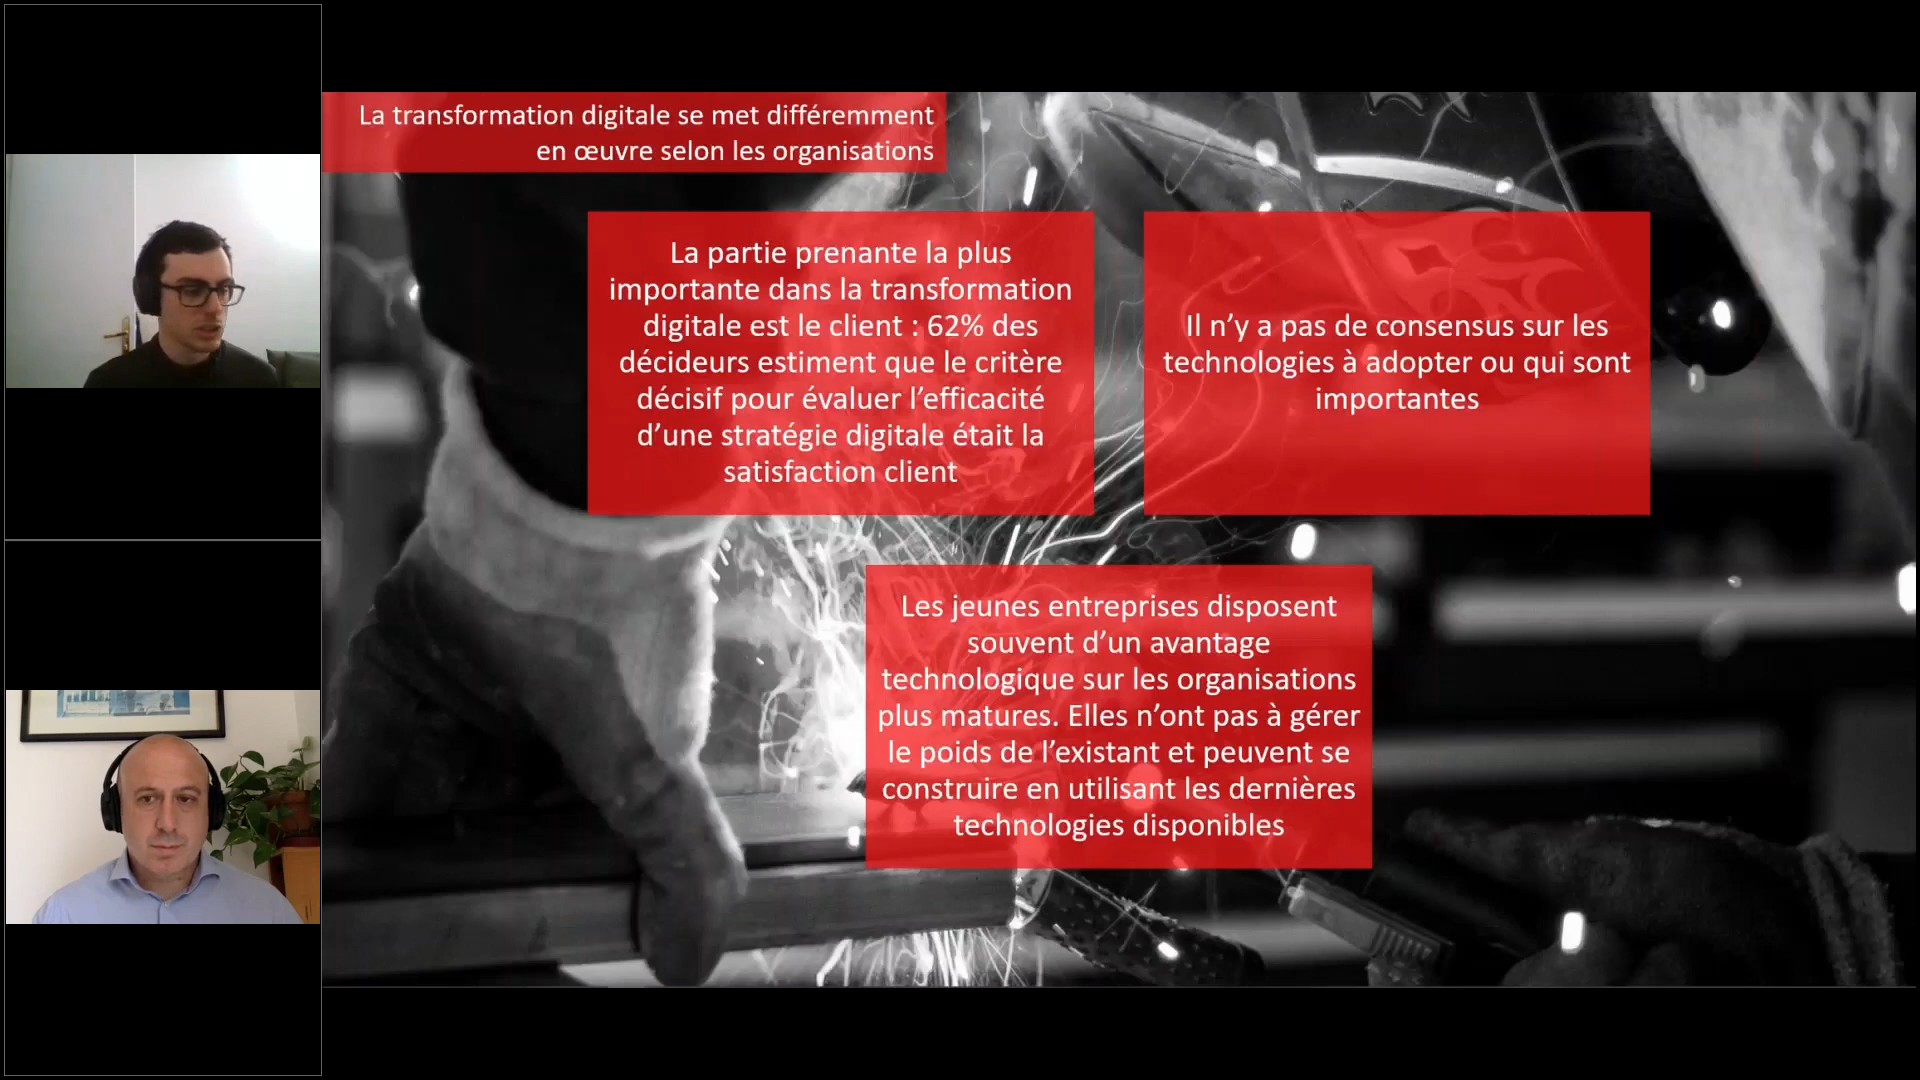 La transformation digitale se met différemment
en œuvre selon les organisations
La partie prenante la plus
importante dans la transformation
digitale est le client : 62% des
décideurs estiment que le critère
décisif pour évaluer l’efficacité
d’une stratégie digitale était la
satisfaction client
Il n’y a pas de consensus sur les
technologies à adopter ou qui sont
importantes
Les jeunes entreprises disposent
souvent d’un avantage
technologique sur les organisations
plus matures. Elles n’ont pas à gérer
le poids de l’existant et peuvent se
construire en utilisant les dernières
technologies disponibles